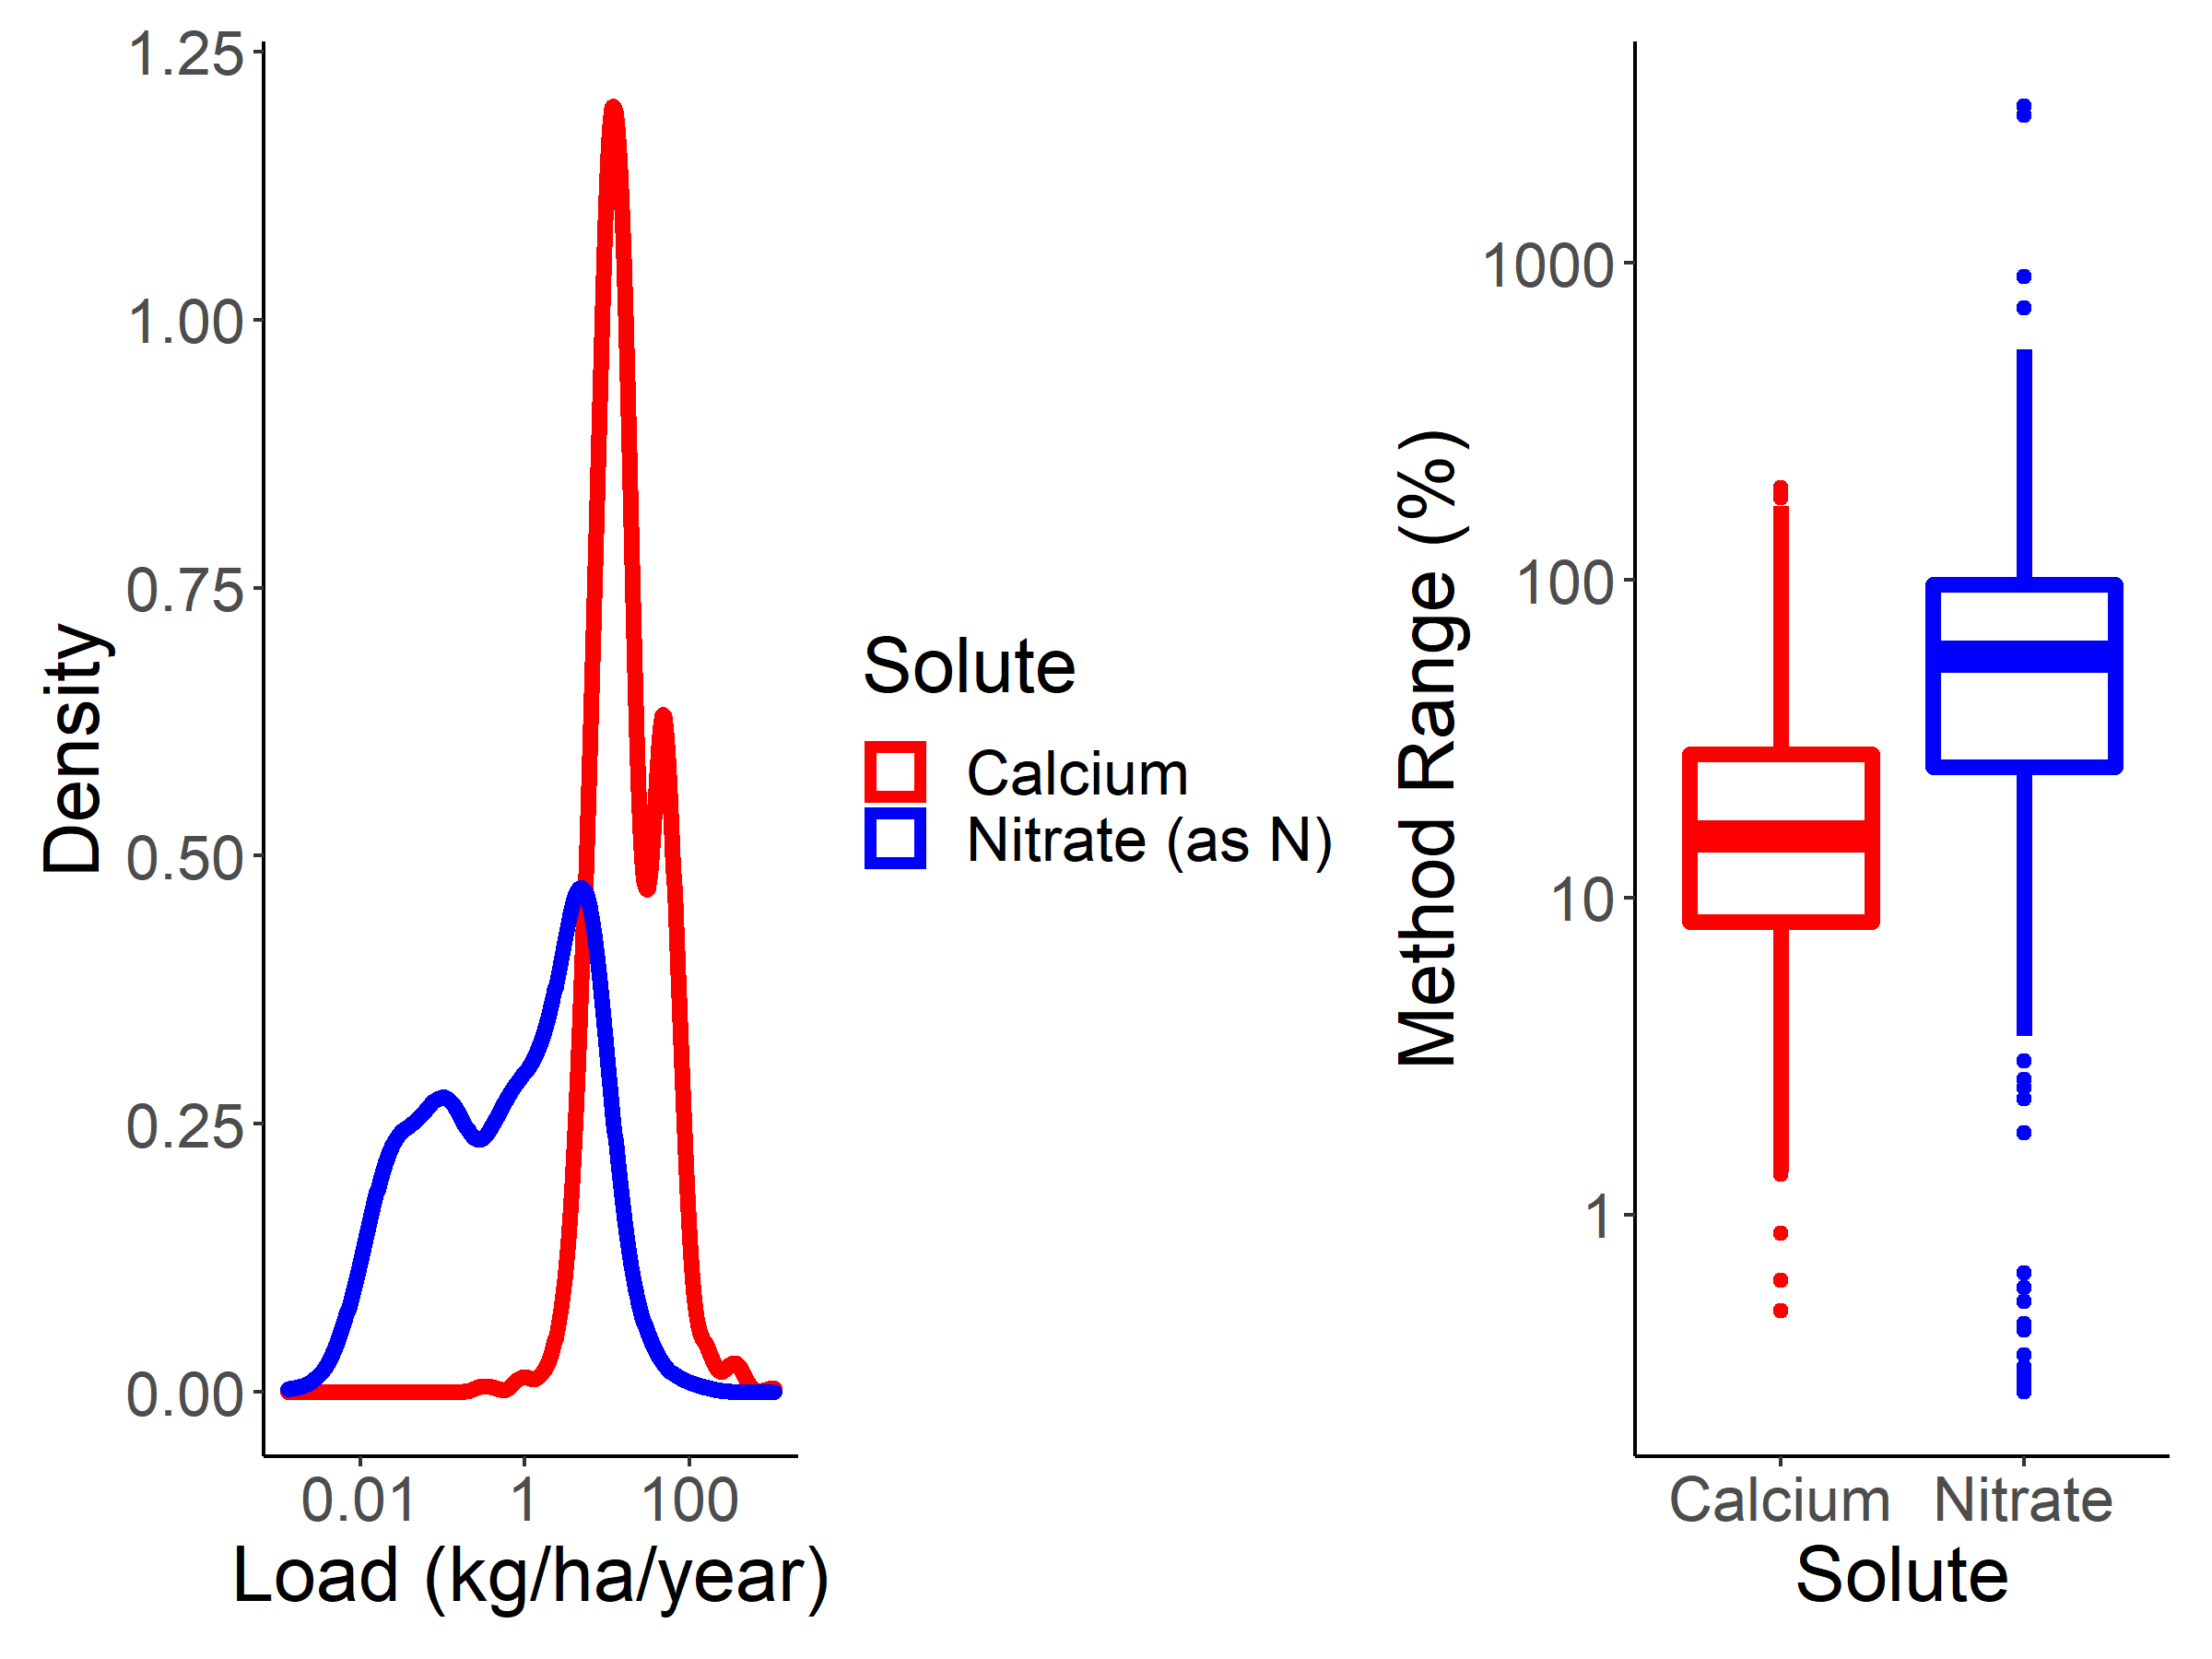 1.25
1.00
0.75
0.50
0.25
0.00
Density
0.01 1 100
Load (kg/ha/year)
Solute
Calcium
Nitrate (as N)
Method Range (%)
1000
100
10
1
Calcium Nitrate
Solute